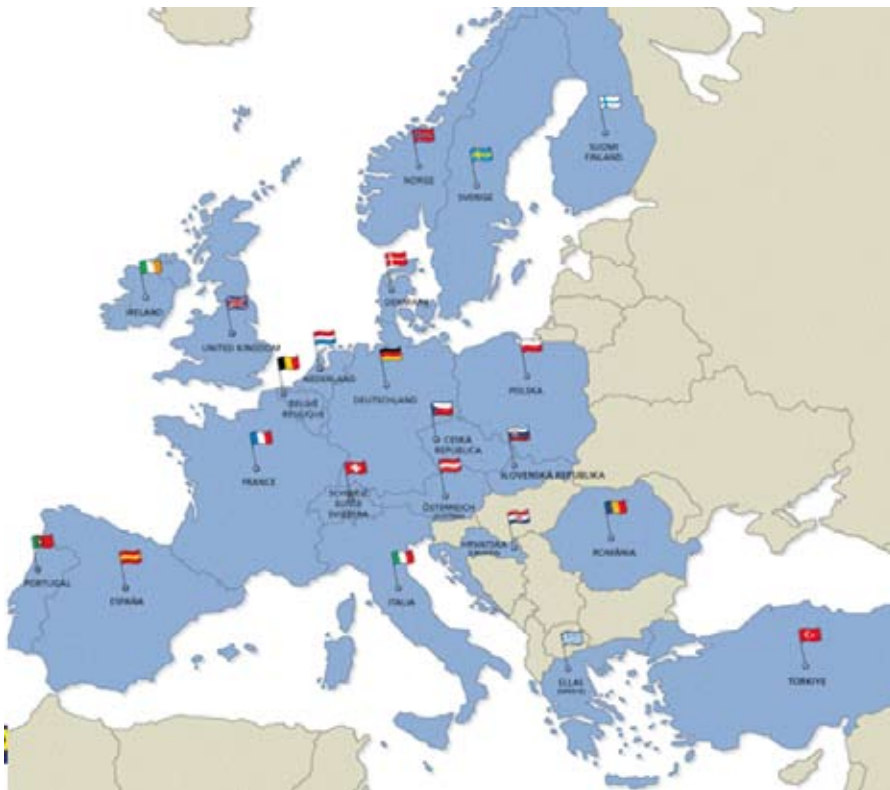 SUOMI
FINLAND
NORGE
SVERIGE
DENMARK
IRELAND
UNITED KINGDOM
NEDERLAND
BELGIË
BELGIQUE
DEUTSCHLAND
POLSKA
ČESKÁ
REPUBLICA
SLOVENSKÁ REPUBLIKA
FRANCE
SCHWEIZ
SUISSE
SVIZZERA
ÖSTERREICH
HRVATSKA
ROMÂNIA
PORTUGAL
ESPAÑA
ITALIA
ELLAS
TÜRKIYE